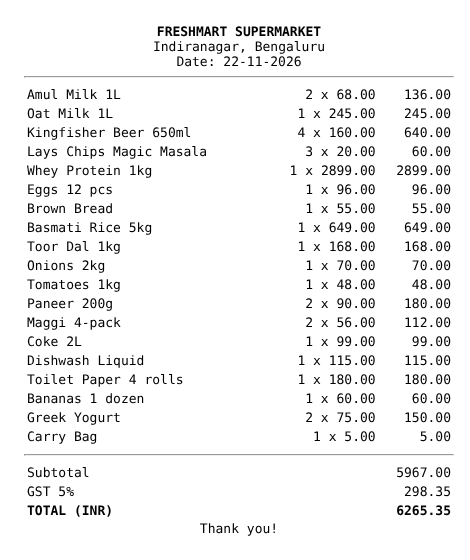 FRESHMART SUPERMARKET
Indiranagar, Bengaluru
Date: 22-11-2026
Amul Milk 1L 2 x 68.00 136.00
Oat Milk 1L 1 x 245.00 245.00
Kingfisher Beer 650ml 4 x 160.00 640.00
Lays Chips Magic Masala 3 x 20.00 60.00
Whey Protein 1kg 1 x 2899.00 2899.00
Eggs 12 pcs 1 x 96.00 96.00
Brown Bread 1 x 55.00 55.00
Basmati Rice 5kg 1 x 649.00 649.00
Toor Dal 1kg 1 x 168.00 168.00
Onions 2kg 1 x 70.00 70.00
Tomatoes 1kg 1 x 48.00 48.00
Paneer 200g 2 x 90.00 180.00
Maggi 4-pack 2 x 56.00 112.00
Coke 2L 1 x 99.00 99.00
Dishwash Liquid 1 x 115.00 115.00
Toilet Paper 4 rolls 1 x 180.00 180.00
Bananas 1 dozen 1 x 60.00 60.00
Greek Yogurt 2 x 75.00 150.00
Carry Bag 1 x 5.00 5.00
Subtotal 5967.00
GST 5% 298.35
TOTAL (INR) 6265.35
Thank you!